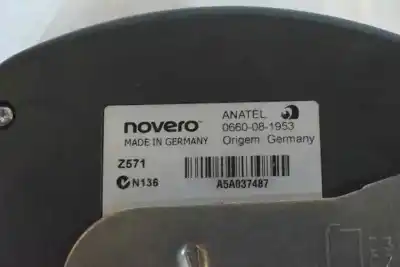 novero
MADE IN GERMANY
ANATEL
0660-08-1953
Origem Germany
Z571
N136
A5A037487